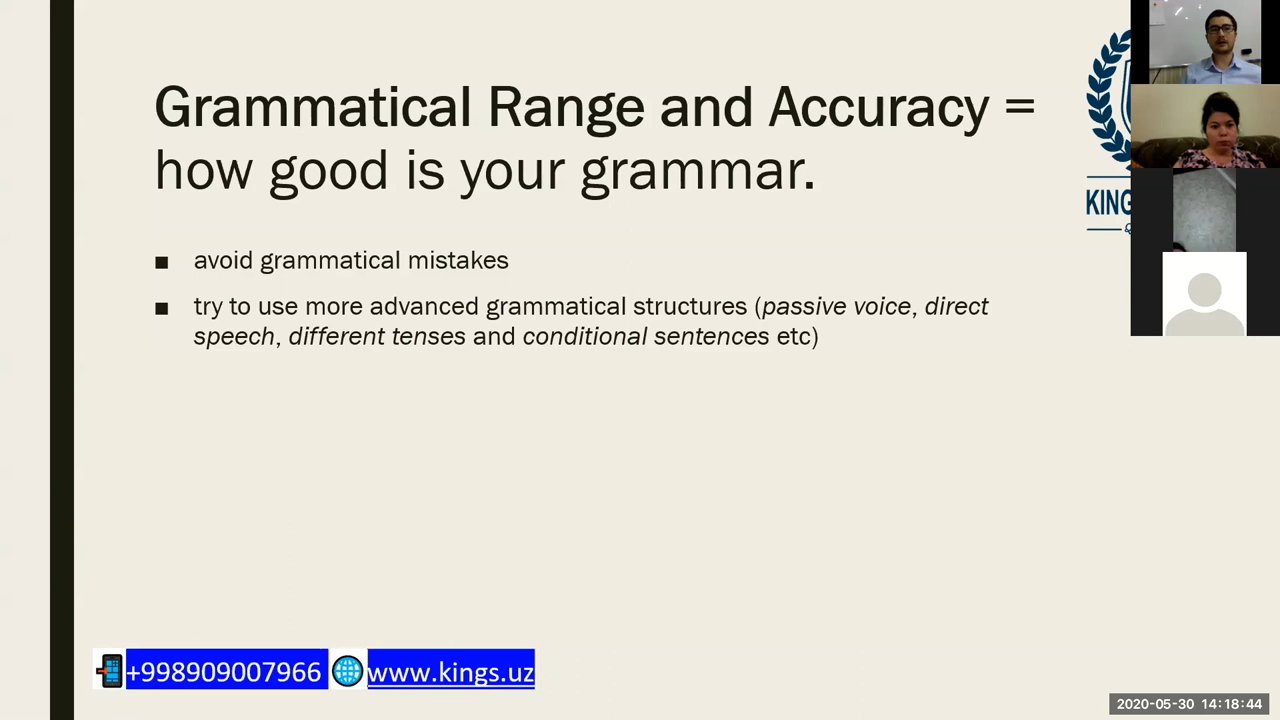 Grammatical Range and Accuracy =
how good is your grammar.
KING
■ avoid grammatical mistakes
■ try to use more advanced grammatical structures (passive voice, direct
speech, different tenses and conditional sentences etc)
+998909007966 www.kings.uz
2020-05-30 14:18:44